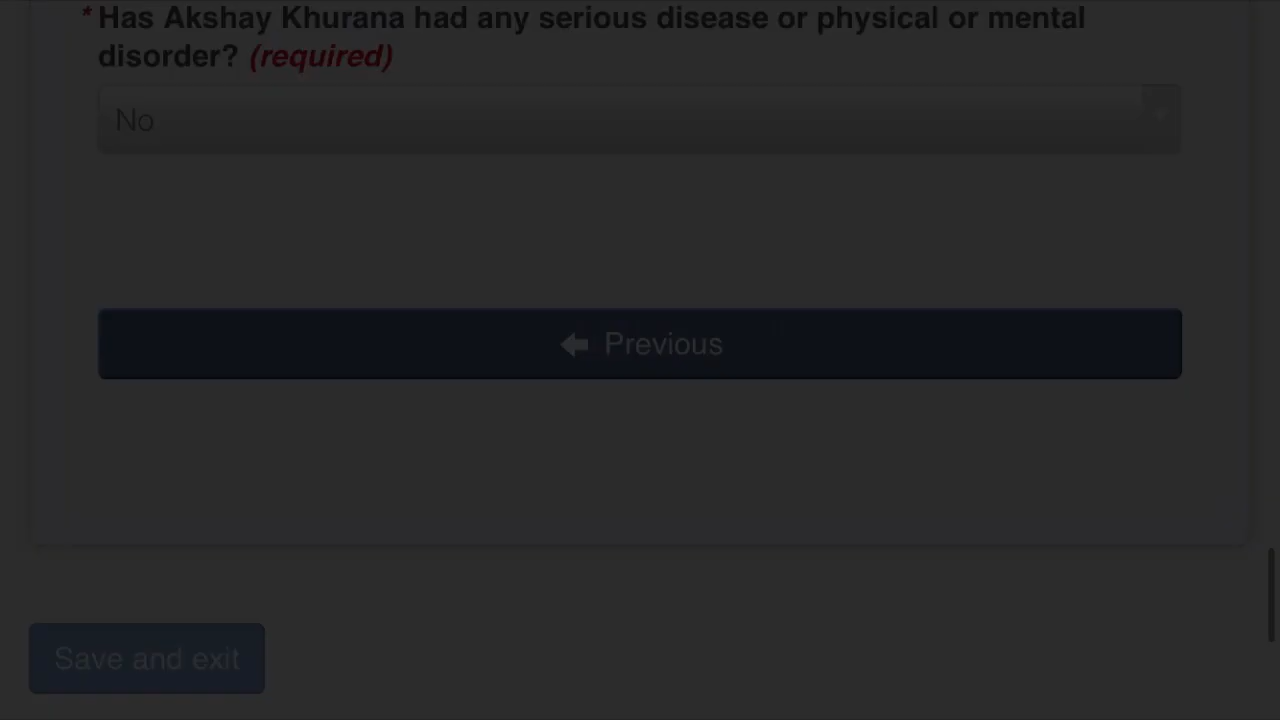 * Has Akshay Khurana had any serious disease or physical or mental
disorder? (required)
No
Previous
Save and exit